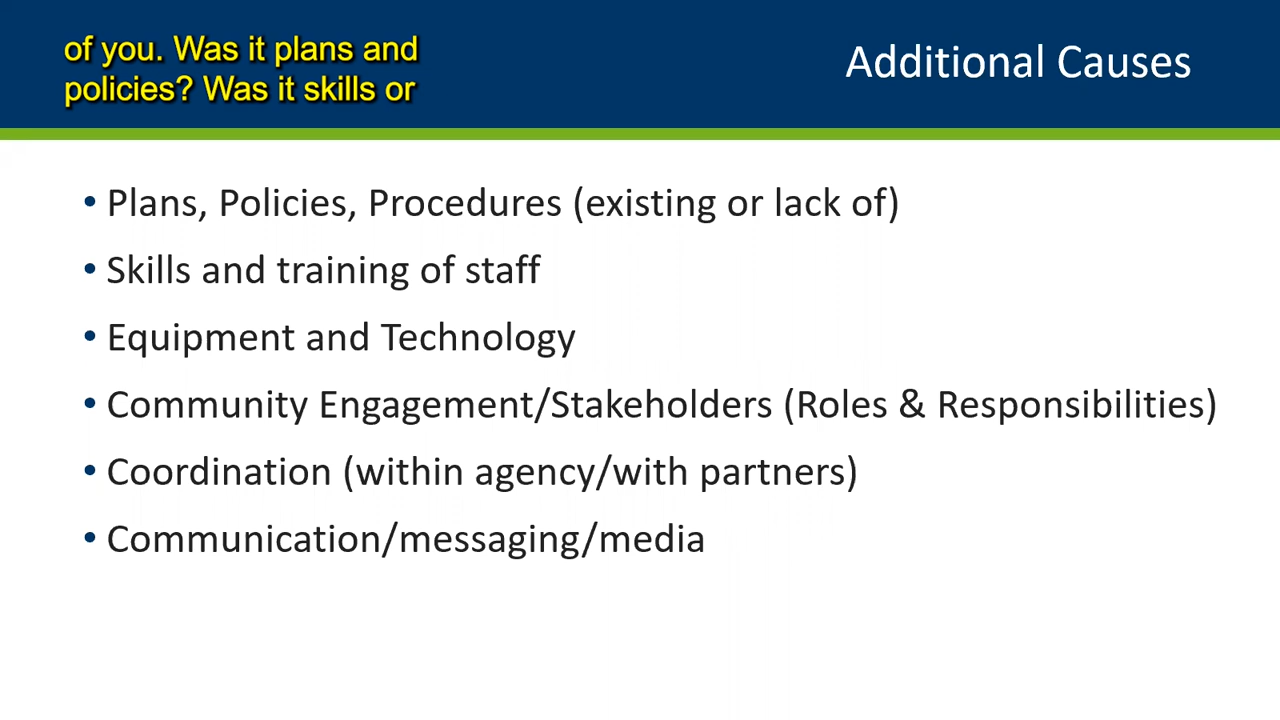 of you. Was it plans and
policies? Was it skills or
Additional Causes
• Plans, Policies, Procedures (existing or lack of)
• Skills and training of staff
• Equipment and Technology
• Community Engagement/Stakeholders (Roles & Responsibilities)
• Coordination (within agency/with partners)
• Communication/messaging/media